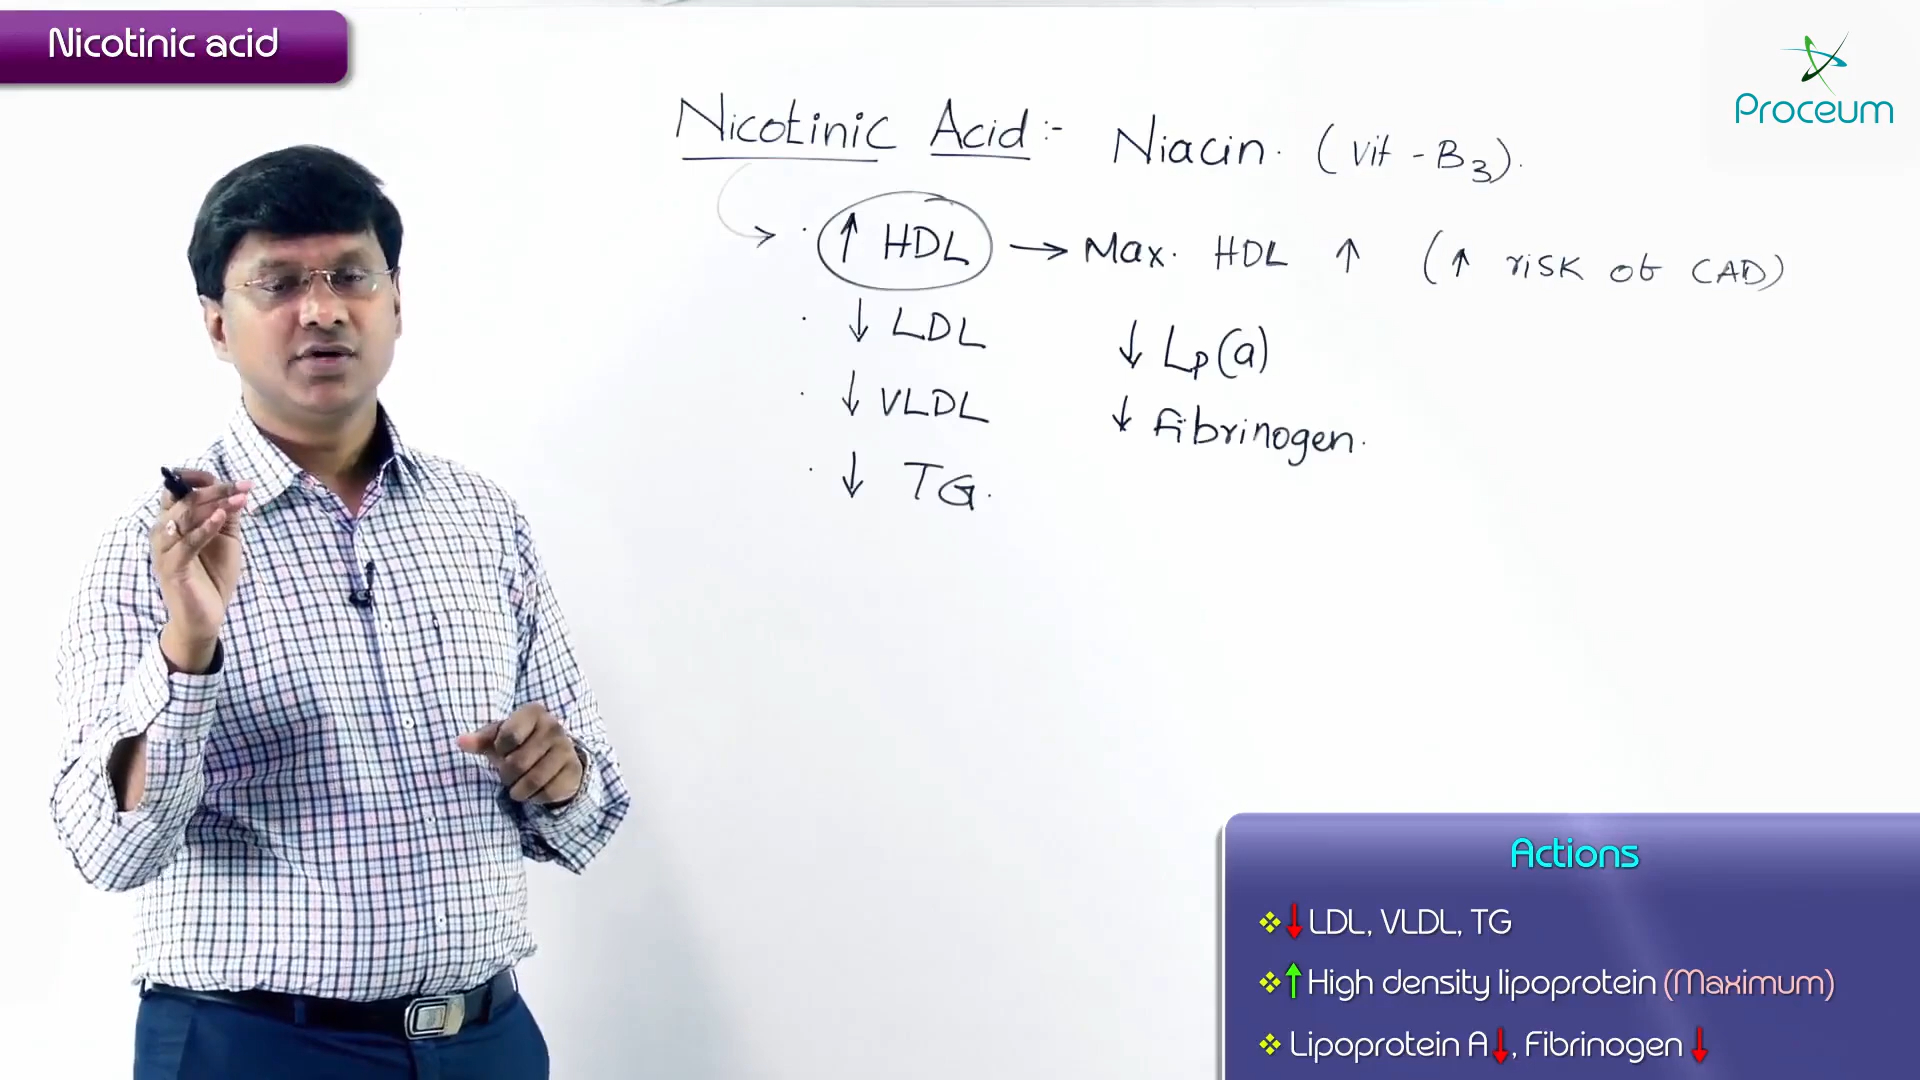 Nicotinic acid
Proceum
Nicotinic Acid :- Niacin. (Vit - B3).
↑ HDL → Max. HDL ↑ (↑ risk of CAD)
↓ LDL ↓ Lp(a)
↓ VLDL ↓ Fibrinogen.
↓ TG.
Actions
❖ ↓ LDL, VLDL, TG
❖ ↑ High density lipoprotein (Maximum)
❖ Lipoprotein A ↓, Fibrinogen ↓